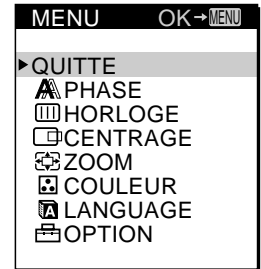 MENU OK→MENU
▶QUITTE
PHASE
HORLOGE
CENTRAGE
ZOOM
COULEUR
LANGUAGE
OPTION